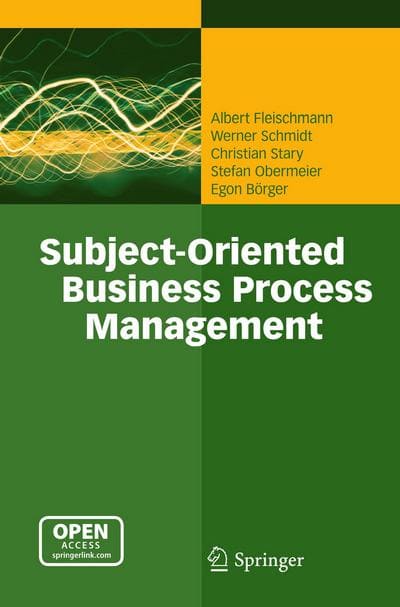 Albert Fleischmann
Werner Schmidt
Christian Stary
Stefan Obermeier
Egon Börger
Subject-Oriented
Business Process
Management
OPEN
ACCESS
springerlink.com
Springer